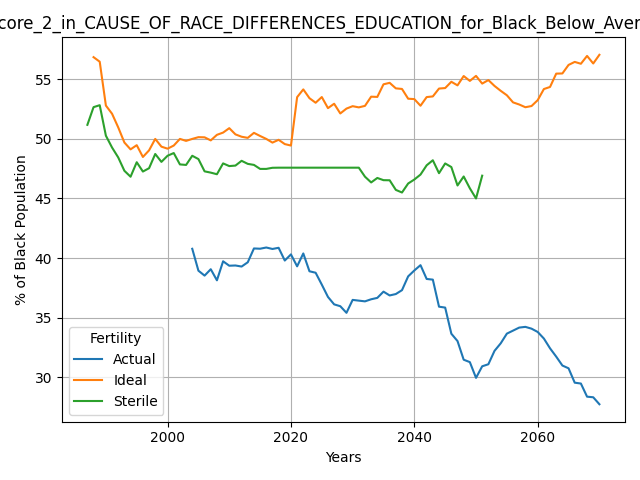 core_2_in_CAUSE_OF_RACE_DIFFERENCES_EDUCATION_for_Black_Below_Aver
% of Black Population
55
50
45
40
35
30
Fertility
Actual
Ideal
Sterile
2000
2020
2040
2060
Years